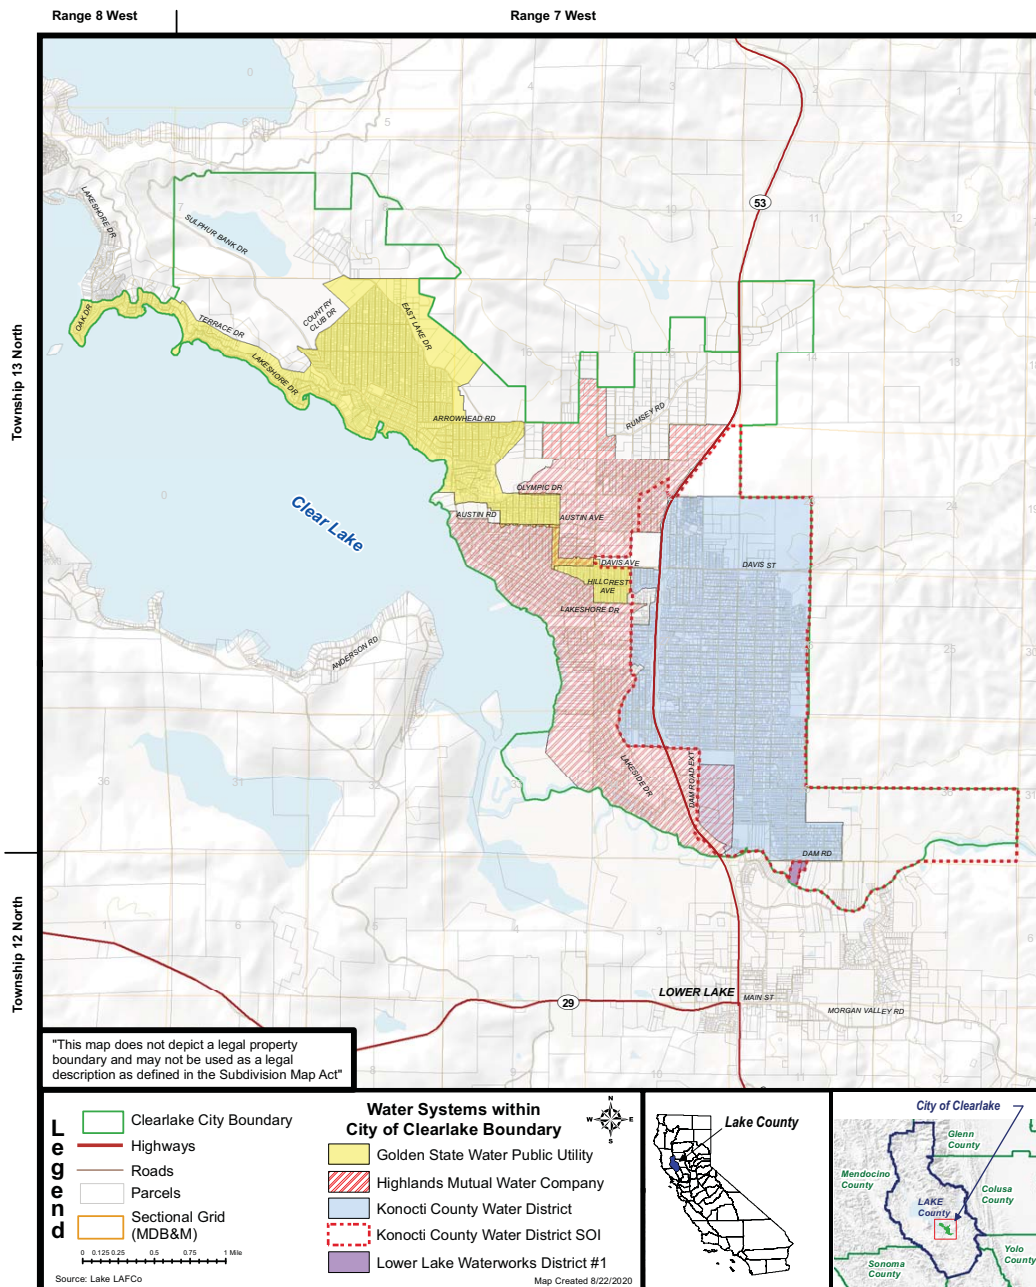 Range 8 West
Range 7 West
Township 13 North
Township 12 North
53
LAKESHORE DR
SULPHUR BANK DR
OAK DR
TERRACE DR
COUNTRY
CLUB DR
EAST LAKE DR
LAKESHORE DR
ARROWHEAD RD
RUMSEY RD
OLYMPIC DR
AUSTIN RD
AUSTIN AVE
Clear Lake
DAVIS AVE
DAVIS ST
HILLCREST
AVE
LAKESHORE DR
ANDERSON RD
LAKESIDE DR
DAM ROAD EXT
DAM RD
LOWER LAKE
MAIN ST
MORGAN VALLEY RD
29
"This map does not depict a legal property
boundary and may not be used as a legal
description as defined in the Subdivision Map Act"
Legend
Clearlake City Boundary
Highways
Roads
Parcels
Sectional Grid
(MDB&M)
0 0.125 0.25 0.5 0.75 1 Mile
Source: Lake LAFCo
Water Systems within
City of Clearlake Boundary
N
W E
S
Golden State Water Public Utility
Highlands Mutual Water Company
Konocti County Water District
Konocti County Water District SOI
Lower Lake Waterworks District #1
Map Created 8/22/2020
Lake County
City of Clearlake
Glenn
County
Mendocino
County
Colusa
County
LAKE
County
Yolo
County
Sonoma
County